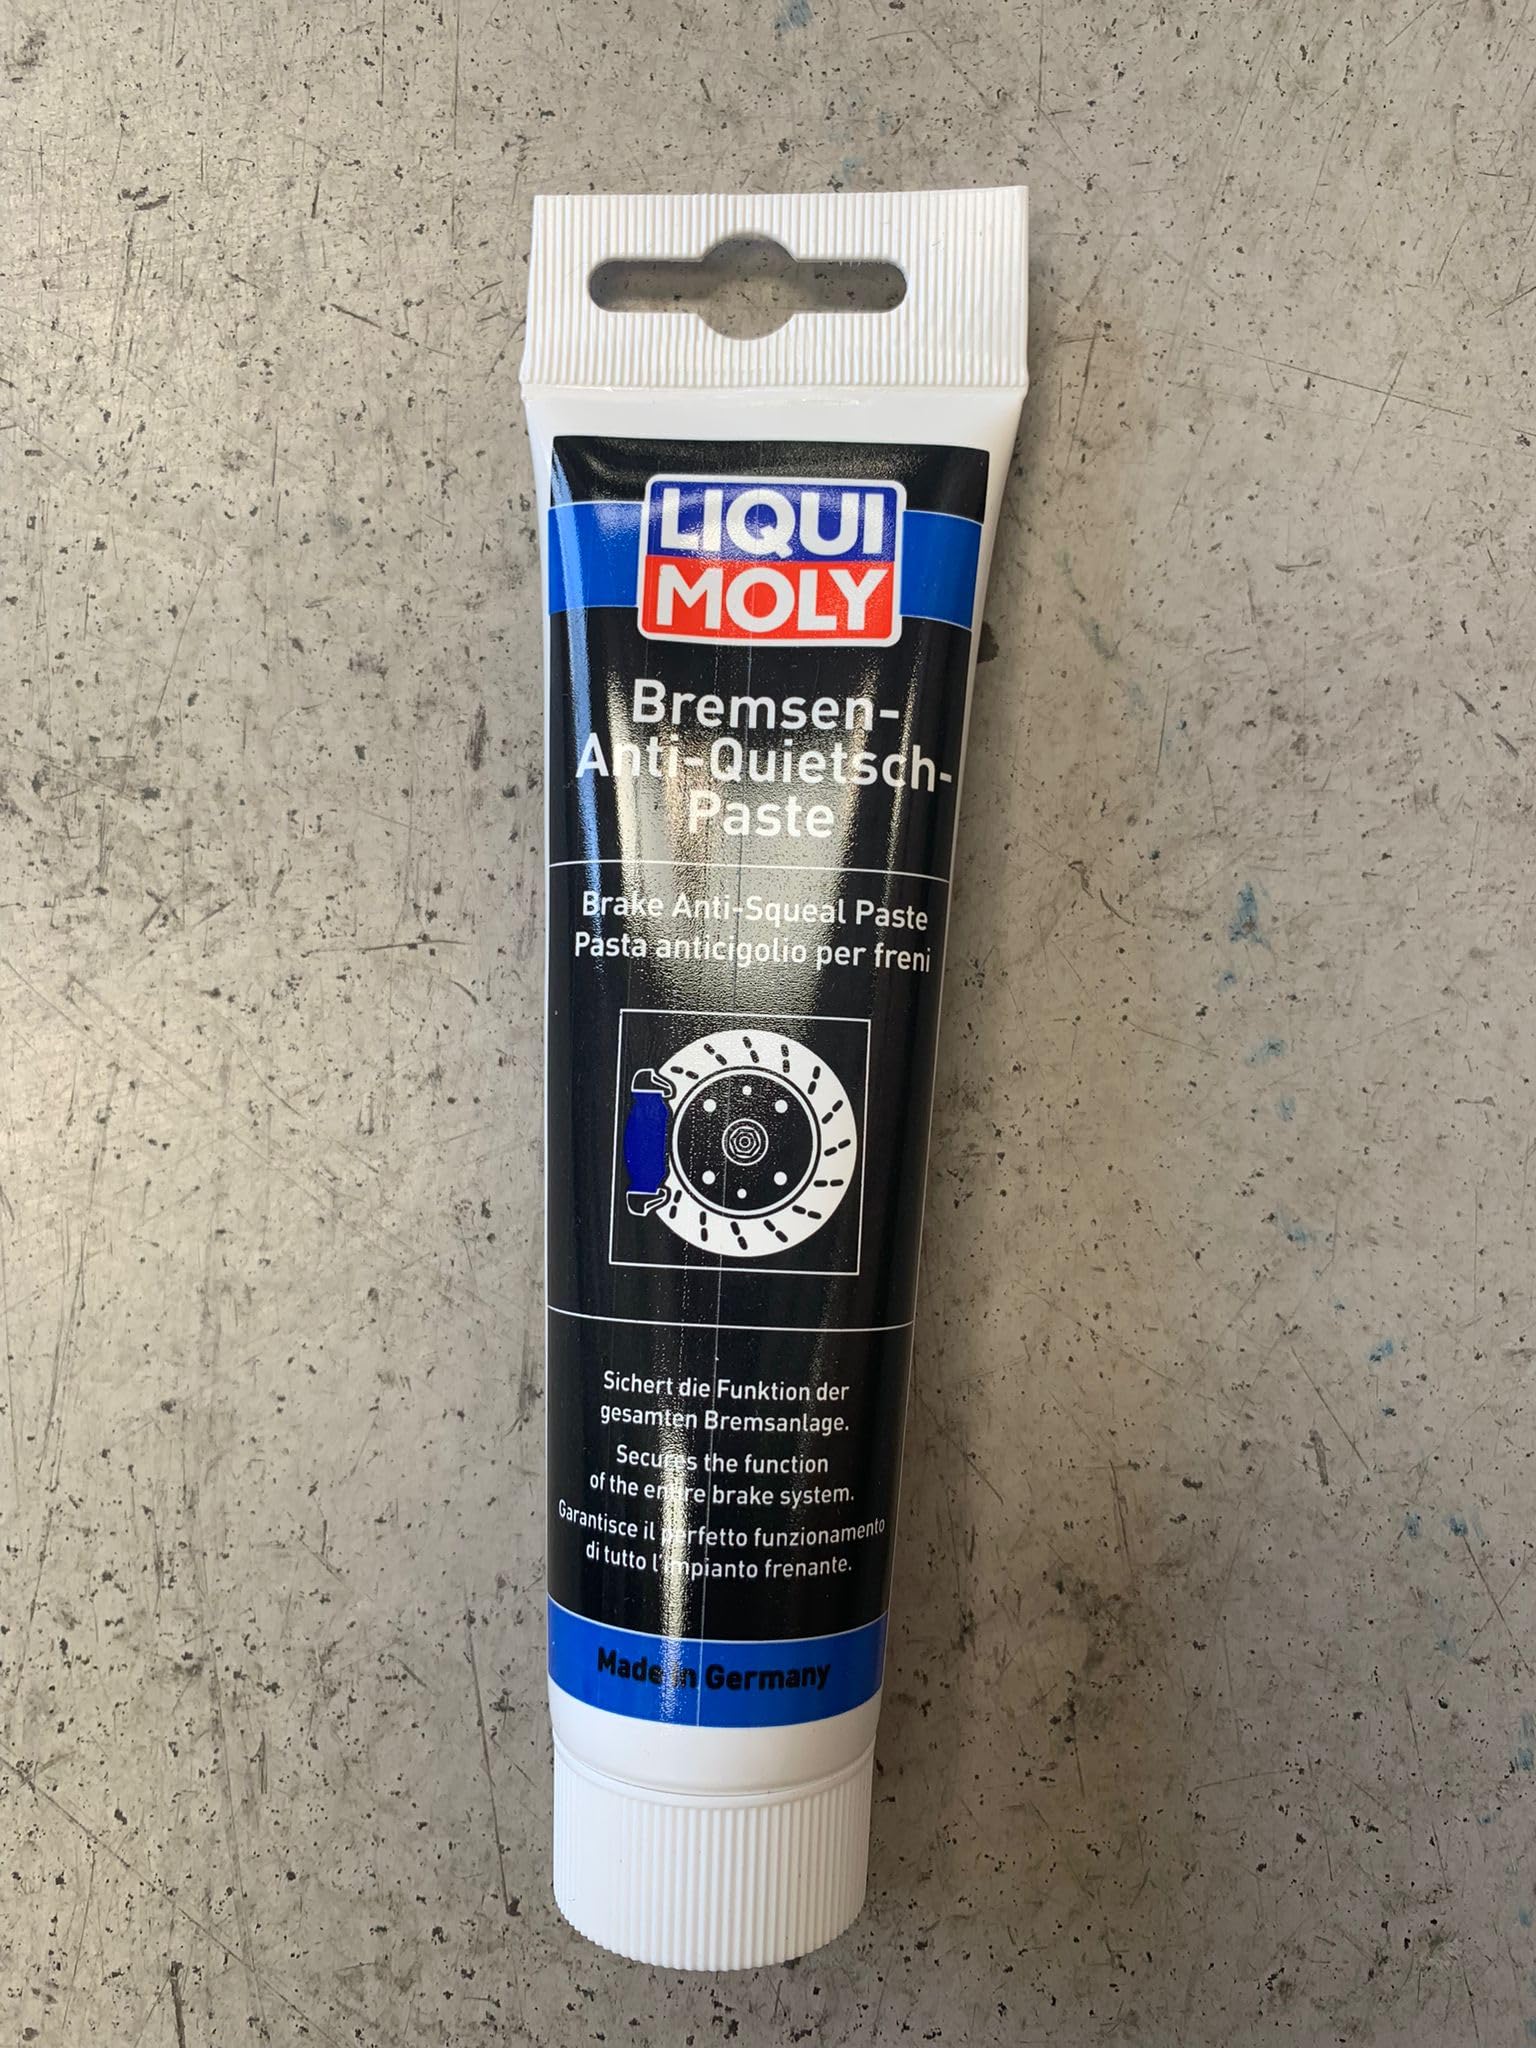 LIQUI
MOLY
Bremsen-
Anti-Quietsch-
Paste
Brake Anti-Squeal Paste
Pasta anticigolio per freni
Sichert die Funktion der
gesamten Bremsanlage.
Secures the function
of the entire brake system.
Garantisce il perfetto funzionamento
di tutto l'impianto frenante.
Made in Germany